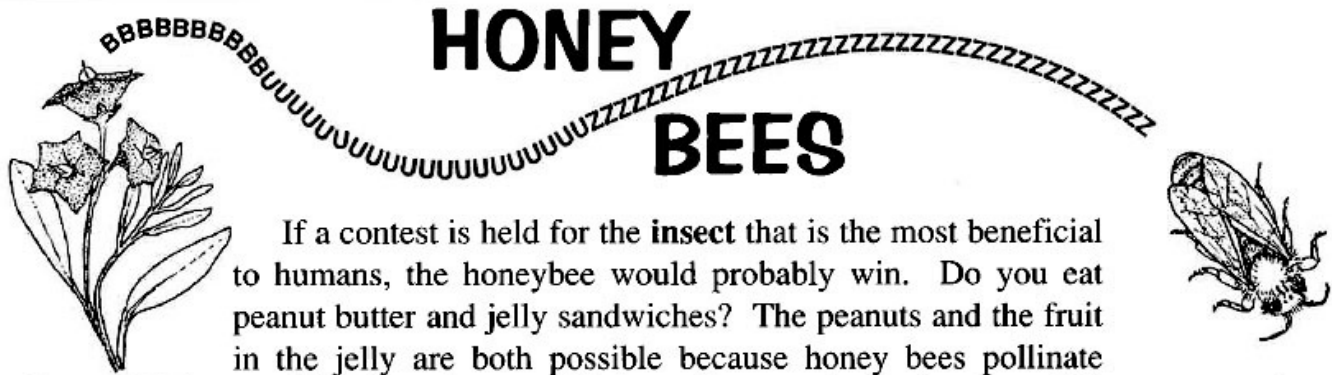 HONEY
BEES
If a contest is held for the insect that is the most beneficial
to humans, the honeybee would probably win. Do you eat
peanut butter and jelly sandwiches? The peanuts and the fruit
in the jelly are both possible because honey bees pollinate